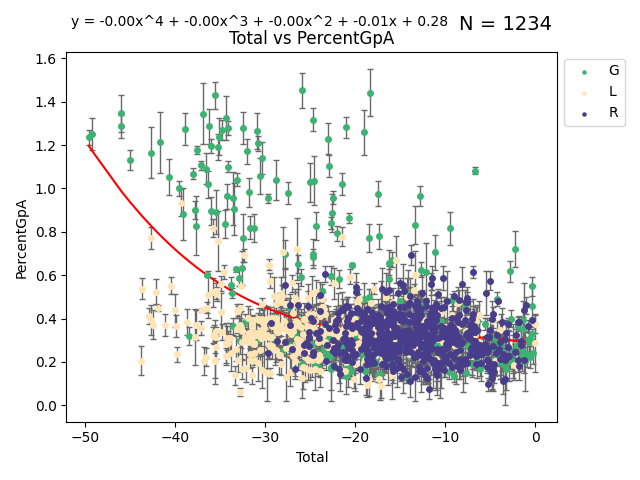 y = -0.00x^4 + -0.00x^3 + -0.00x^2 + -0.01x + 0.28 N = 1234
Total vs PercentGpA
G
L
R
PercentGpA
1.6
1.4
1.2
1.0
0.8
0.6
0.4
0.2
0.0
−50 −40 −30 −20 −10 0
Total